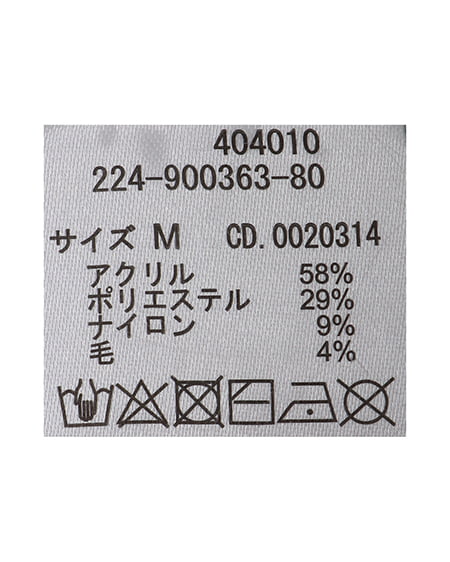 404010
224-900363-80
サイズ M CD.0020314
アクリル 58%
ポリエステル 29%
ナイロン 9%
毛 4%